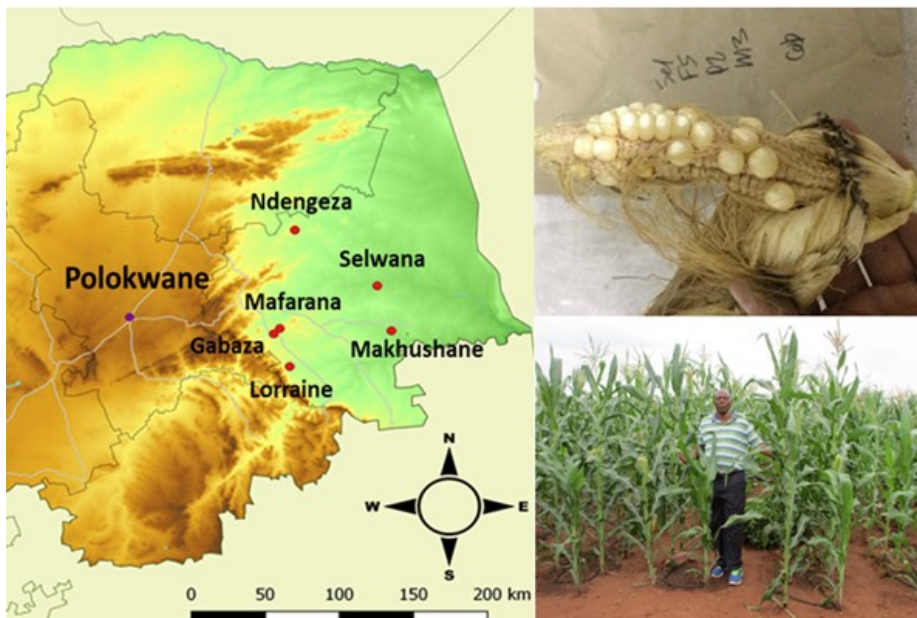 Ndengeza
Selwana
Polokwane
Mafarana
Gabaza
Makhushane
Lorraine
N
W E
S
0 50 100 150 200 km